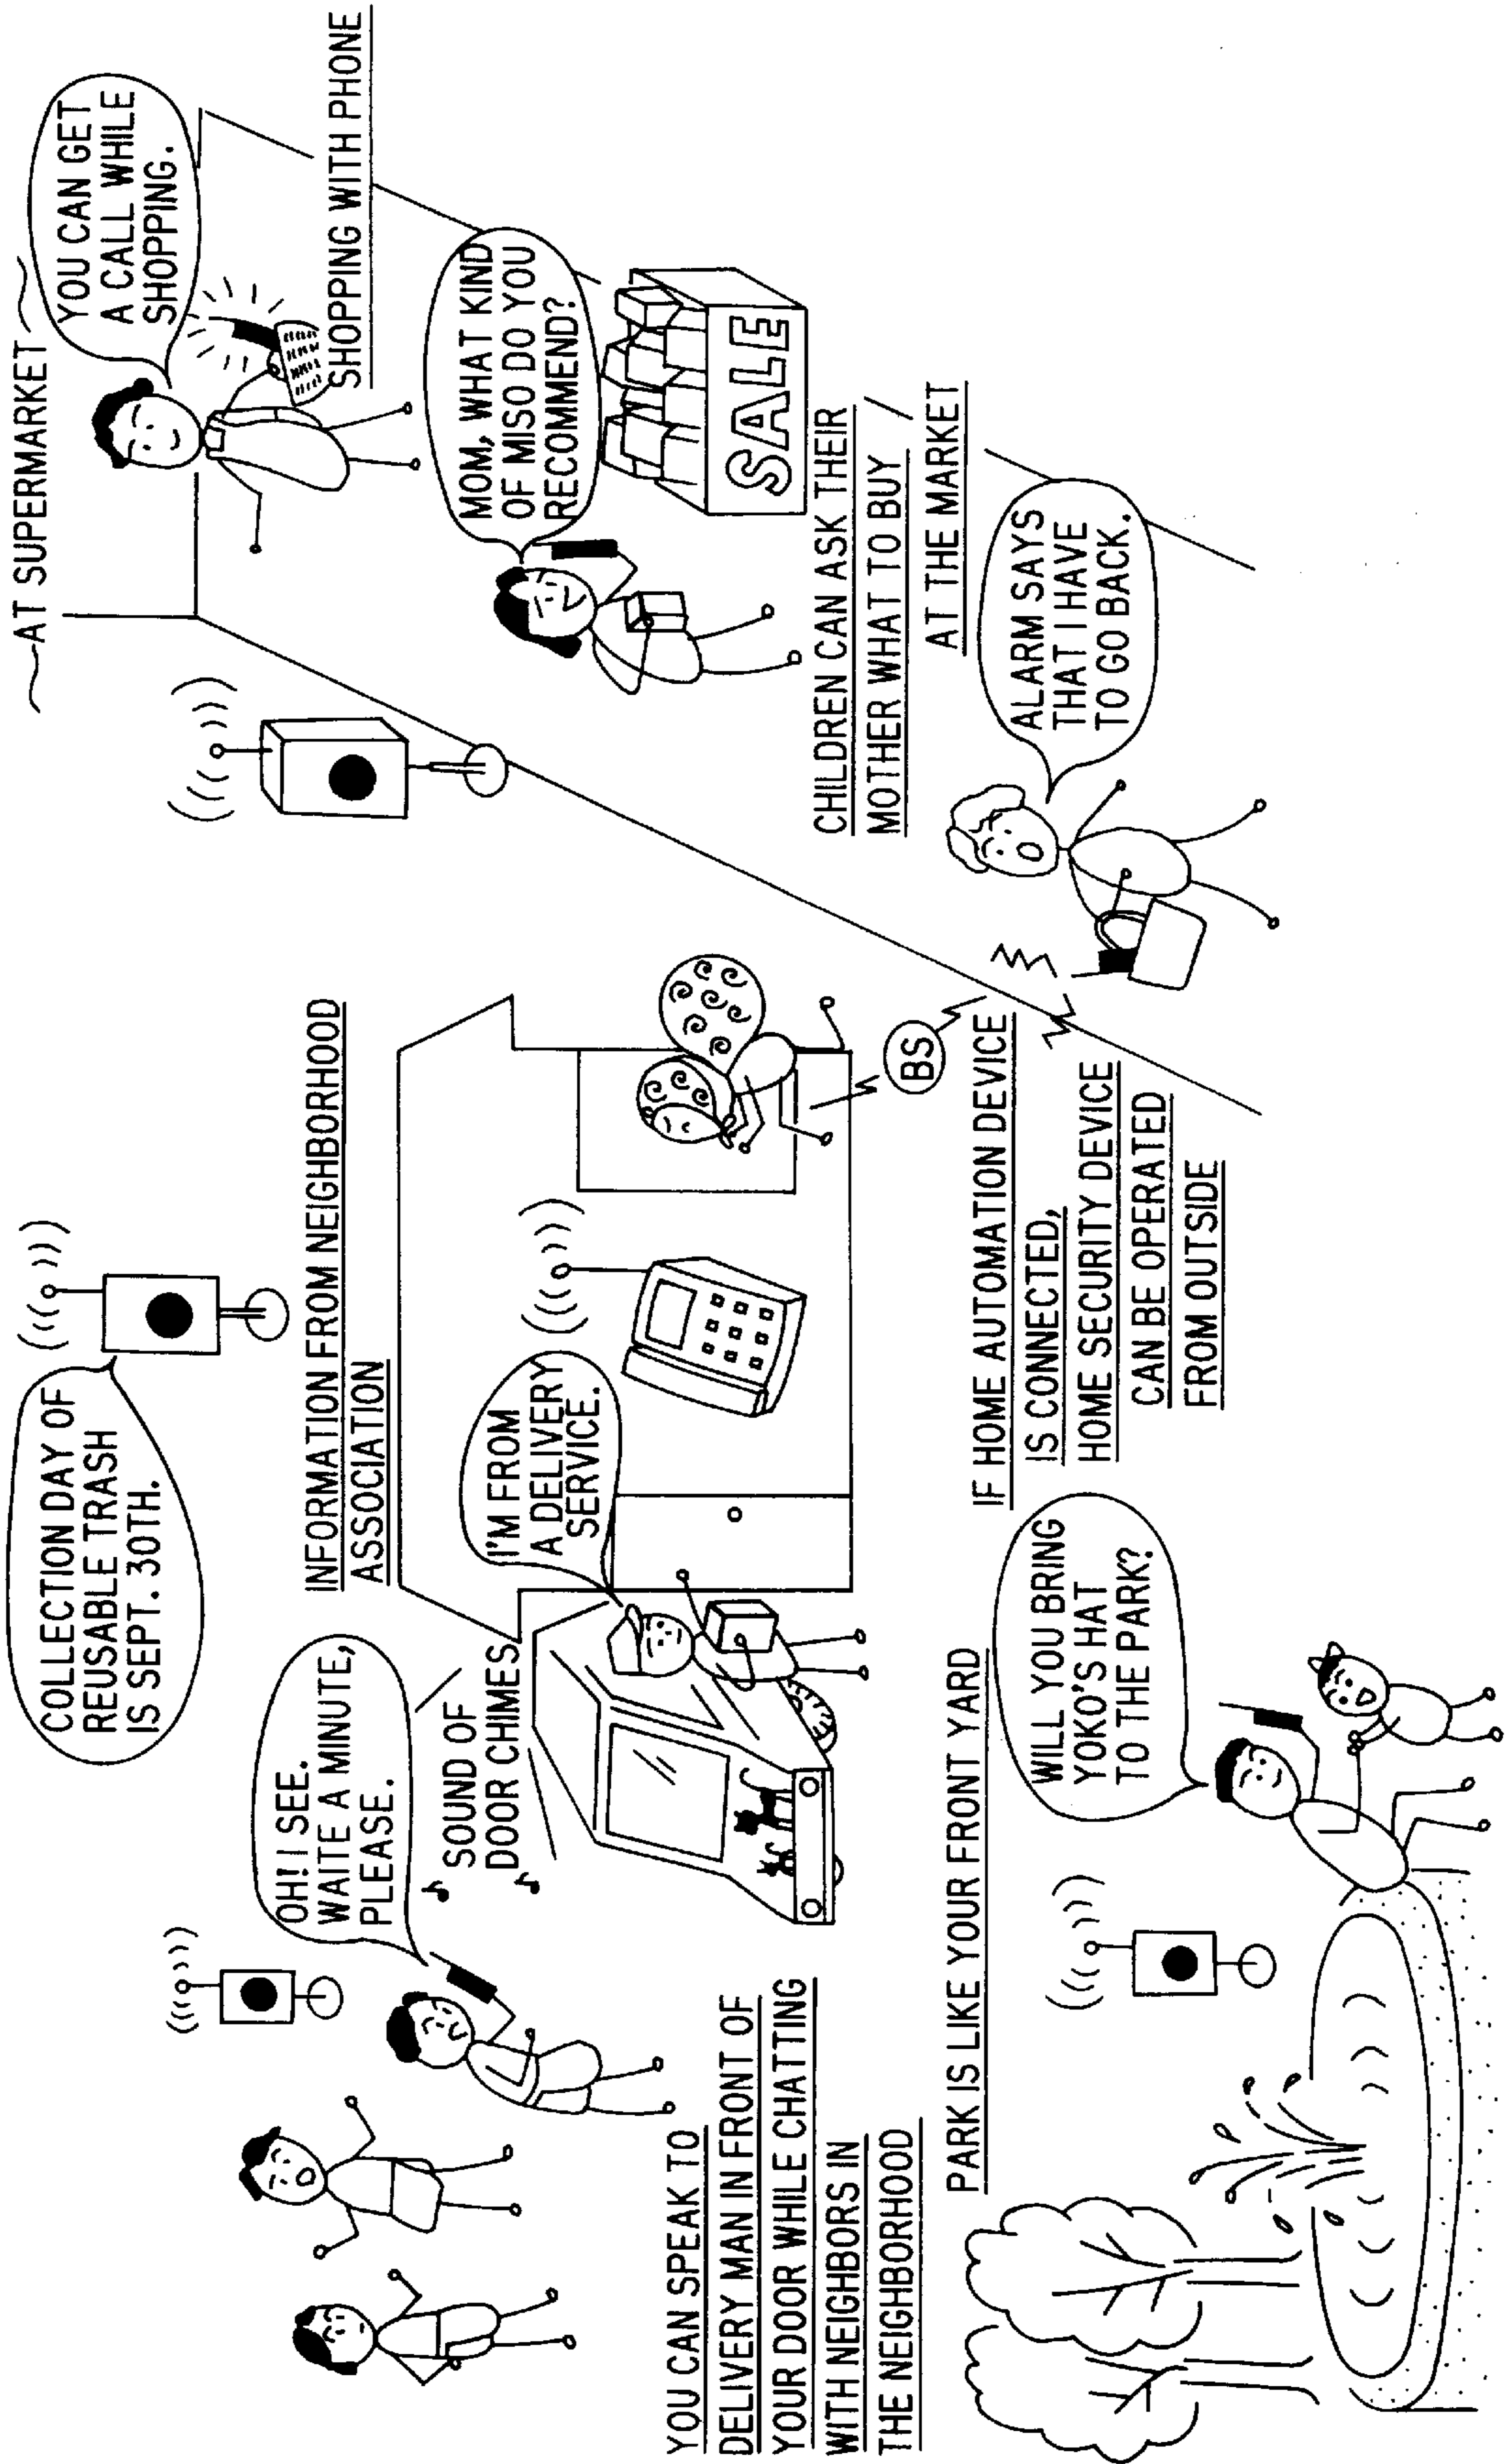 COLLECTION DAY OF
REUSABLE TRASH
IS SEPT. 30TH.
~AT SUPERMARKET~
YOU CAN GET
A CALL WHILE
SHOPPING.
SHOPPING WITH PHONE
OH! I SEE.
WAITE A MINUTE,
PLEASE.
INFORMATION FROM NEIGHBORHOOD
ASSOCIATION
SOUND OF
DOOR CHIMES
I'M FROM
A DELIVERY
SERVICE.
MOM, WHAT KIND
OF MISO DO YOU
RECOMMEND?
SALE
YOU CAN SPEAK TO
DELIVERY MAN IN FRONT OF
YOUR DOOR WHILE CHATTING
WITH NEIGHBORS IN
THE NEIGHBORHOOD
CHILDREN CAN ASK THEIR
MOTHER WHAT TO BUY
AT THE MARKET
BS
PARK IS LIKE YOUR FRONT YARD
WILL YOU BRING
YOKO'S HAT
TO THE PARK?
IF HOME AUTOMATION DEVICE
IS CONNECTED,
HOME SECURITY DEVICE
CAN BE OPERATED
FROM OUTSIDE
ALARM SAYS
THAT I HAVE
TO GO BACK.